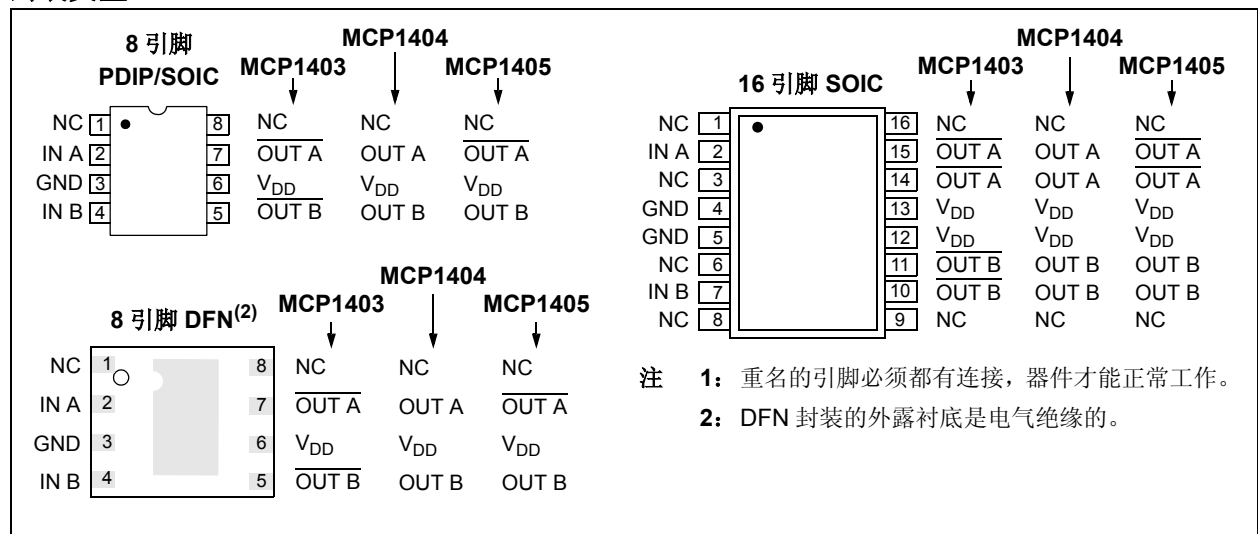 8 引脚
PDIP/SOIC
MCP1403
MCP1404
MCP1405
NC 1 8 NC NC NC
IN A 2 7 OUT A OUT A OUT A
GND 3 6 VDD VDD VDD
IN B 4 5 OUT B OUT B OUT B
8 引脚 DFN(2)
MCP1403
MCP1404
MCP1405
NC 1 8 NC NC NC
IN A 2 7 OUT A OUT A OUT A
GND 3 6 VDD VDD VDD
IN B 4 5 OUT B OUT B OUT B
16 引脚 SOIC
MCP1403
MCP1404
MCP1405
NC 1 16 NC NC NC
IN A 2 15 OUT A OUT A OUT A
NC 3 14 OUT A OUT A OUT A
GND 4 13 VDD VDD VDD
GND 5 12 VDD VDD VDD
NC 6 11 OUT B OUT B OUT B
IN B 7 10 OUT B OUT B OUT B
NC 8 9 NC NC NC
注 1：重名的引脚必须都有连接，器件才能正常工作。
2：DFN 封装的外露衬底是电气绝缘的。